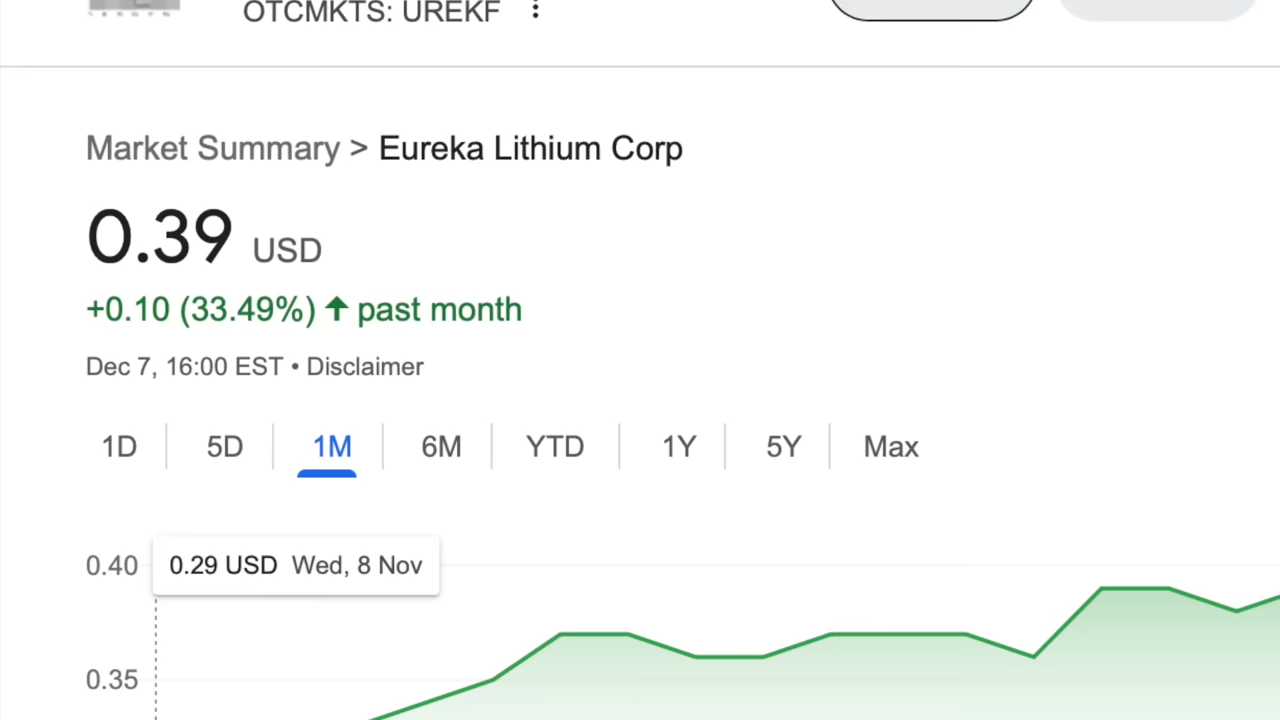 OTCMKTS: UREKF
Market Summary > Eureka Lithium Corp
0.39 USD
+0.10 (33.49%) ↑ past month
Dec 7, 16:00 EST • Disclaimer
1D 5D 1M 6M YTD 1Y 5Y Max
0.40
0.29 USD Wed, 8 Nov
0.35